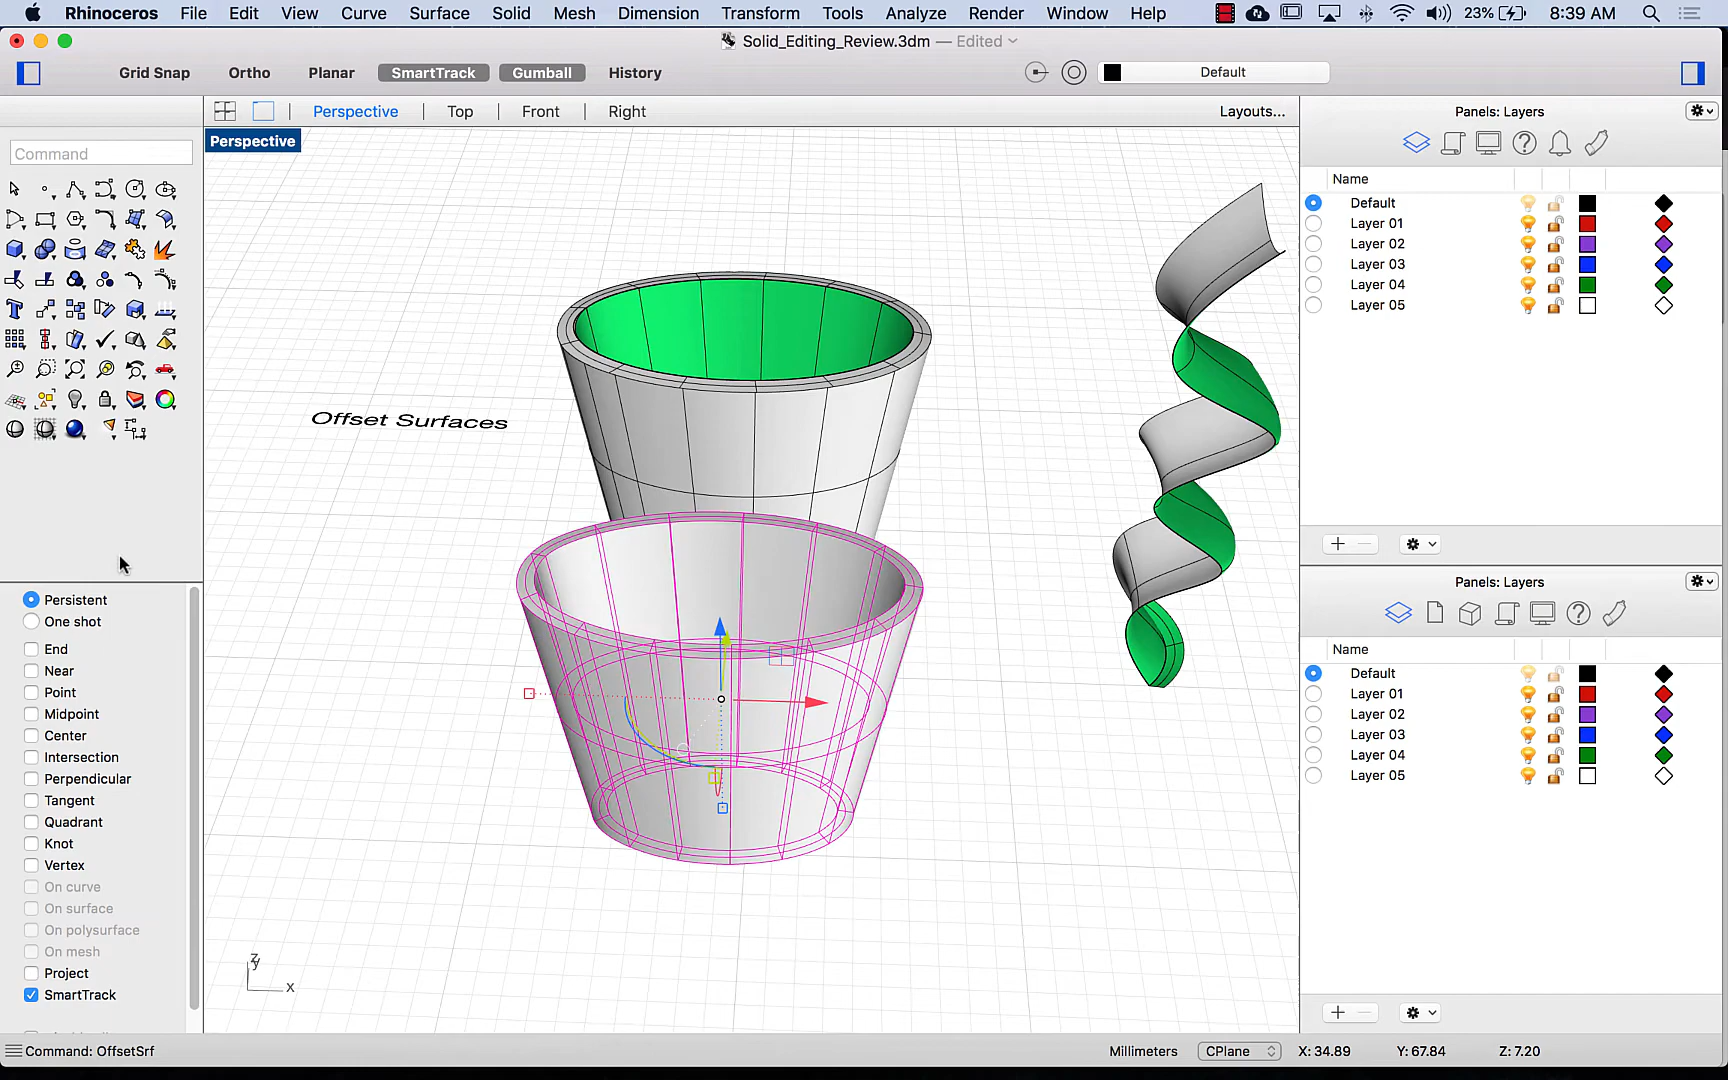 Rhinoceros File Edit View Curve Surface Solid Mesh Dimension Transform Tools Analyze Render Window Help 23% 8:39 AM
Solid_Editing_Review.3dm — Edited
Grid Snap Ortho Planar SmartTrack Gumball History Default
Perspective Top Front Right Layouts...
Perspective
Command
Offset Surfaces
z
y
x
Persistent
One shot
End
Near
Point
Midpoint
Center
Intersection
Perpendicular
Tangent
Quadrant
Knot
Vertex
On curve
On surface
On polysurface
On mesh
Project
SmartTrack
Panels: Layers
Name
Default
Layer 01
Layer 02
Layer 03
Layer 04
Layer 05
Panels: Layers
Name
Default
Layer 01
Layer 02
Layer 03
Layer 04
Layer 05
Command: OffsetSrf Millimeters CPlane X: 34.89 Y: 67.84 Z: 7.20